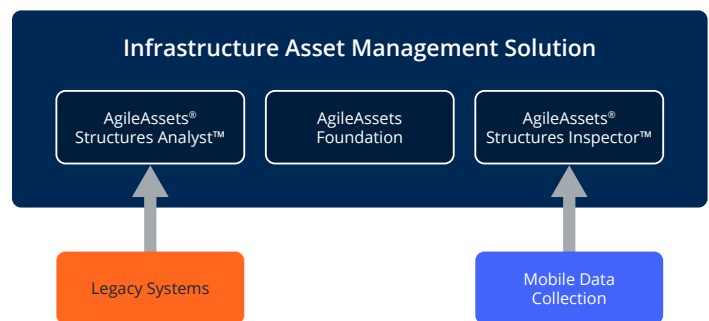 Infrastructure Asset Management Solution
AgileAssets®
Structures Analyst™
AgileAssets
Foundation
AgileAssets®
Structures Inspector™
Legacy Systems
Mobile Data
Collection